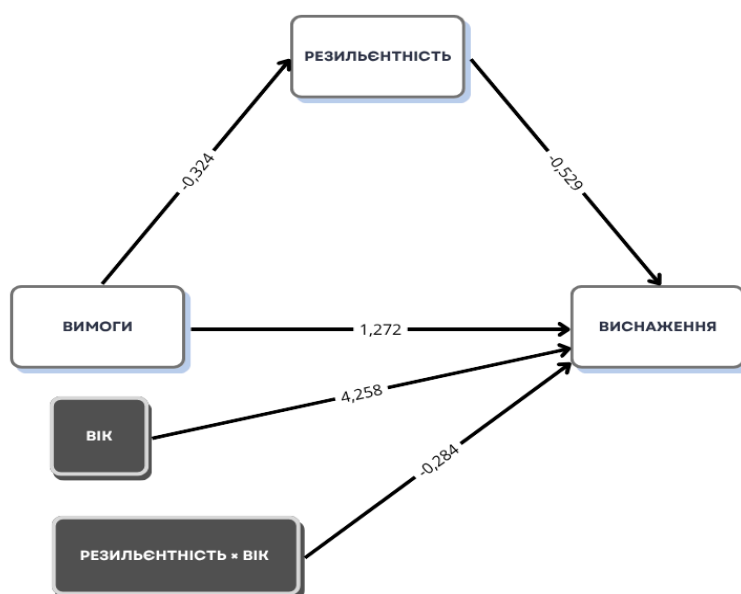 РЕЗИЛЬЄНТНІСТЬ
-0,324
-0,529
ВИМОГИ
1,272
ВИСНАЖЕННЯ
4,258
ВІК
-0,284
РЕЗИЛЬЄНТНІСТЬ × ВІК